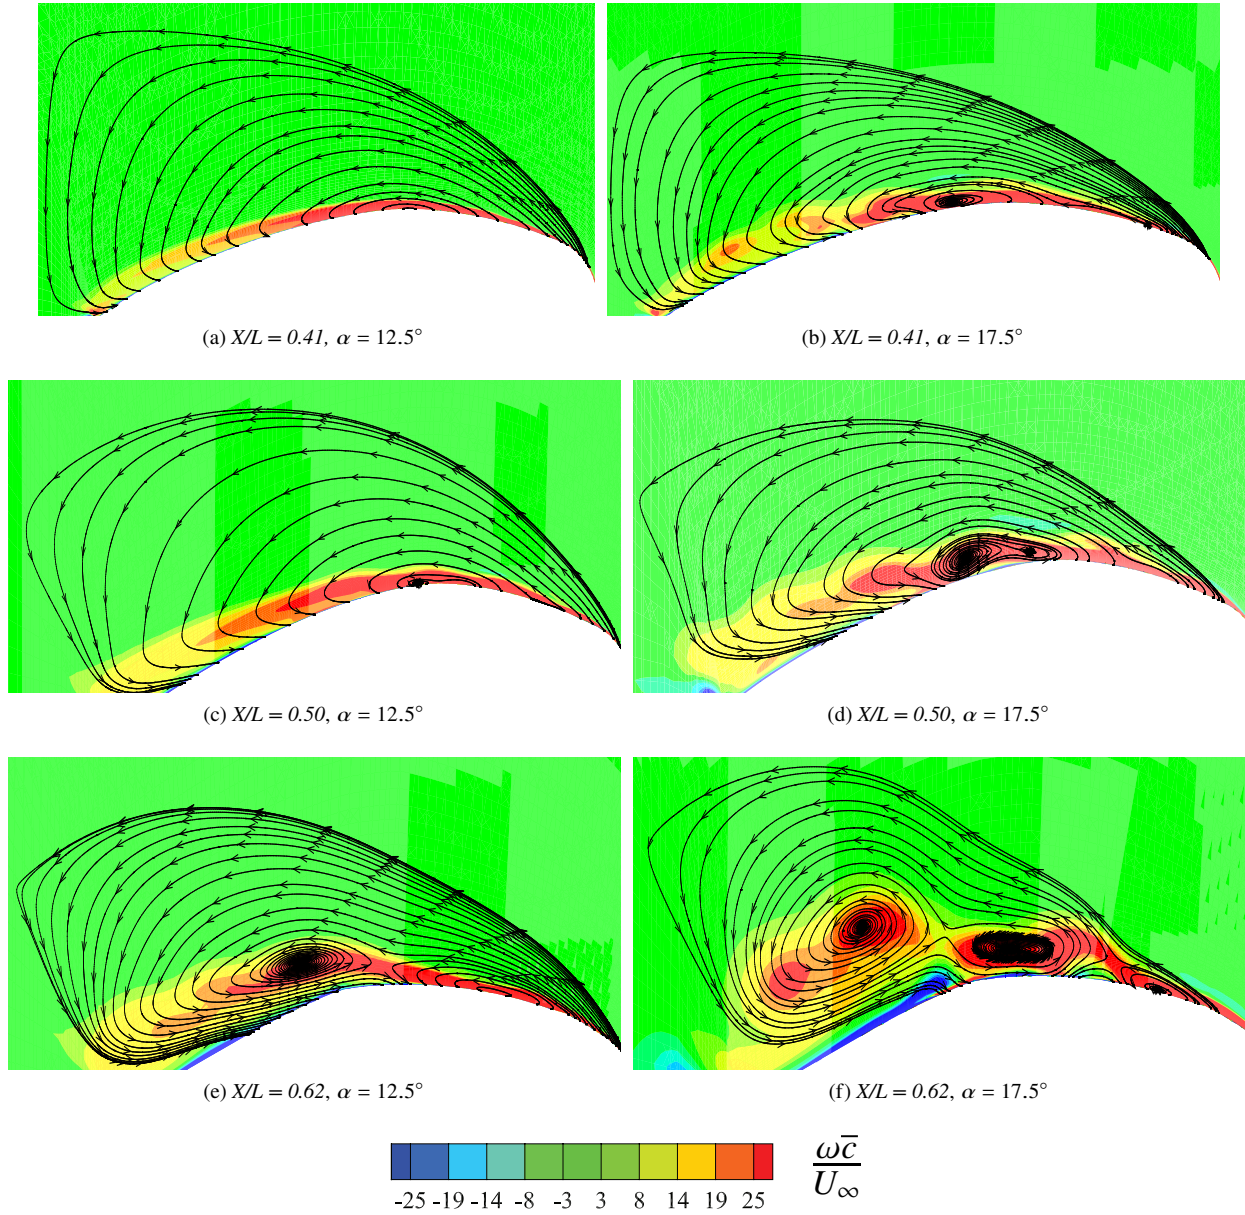 (a) X/L = 0.41, α = 12.5°
(b) X/L = 0.41, α = 17.5°
(c) X/L = 0.50, α = 12.5°
(d) X/L = 0.50, α = 17.5°
(e) X/L = 0.62, α = 12.5°
(f) X/L = 0.62, α = 17.5°
ωc̅
U∞
-25 -19 -14 -8 -3 3 8 14 19 25